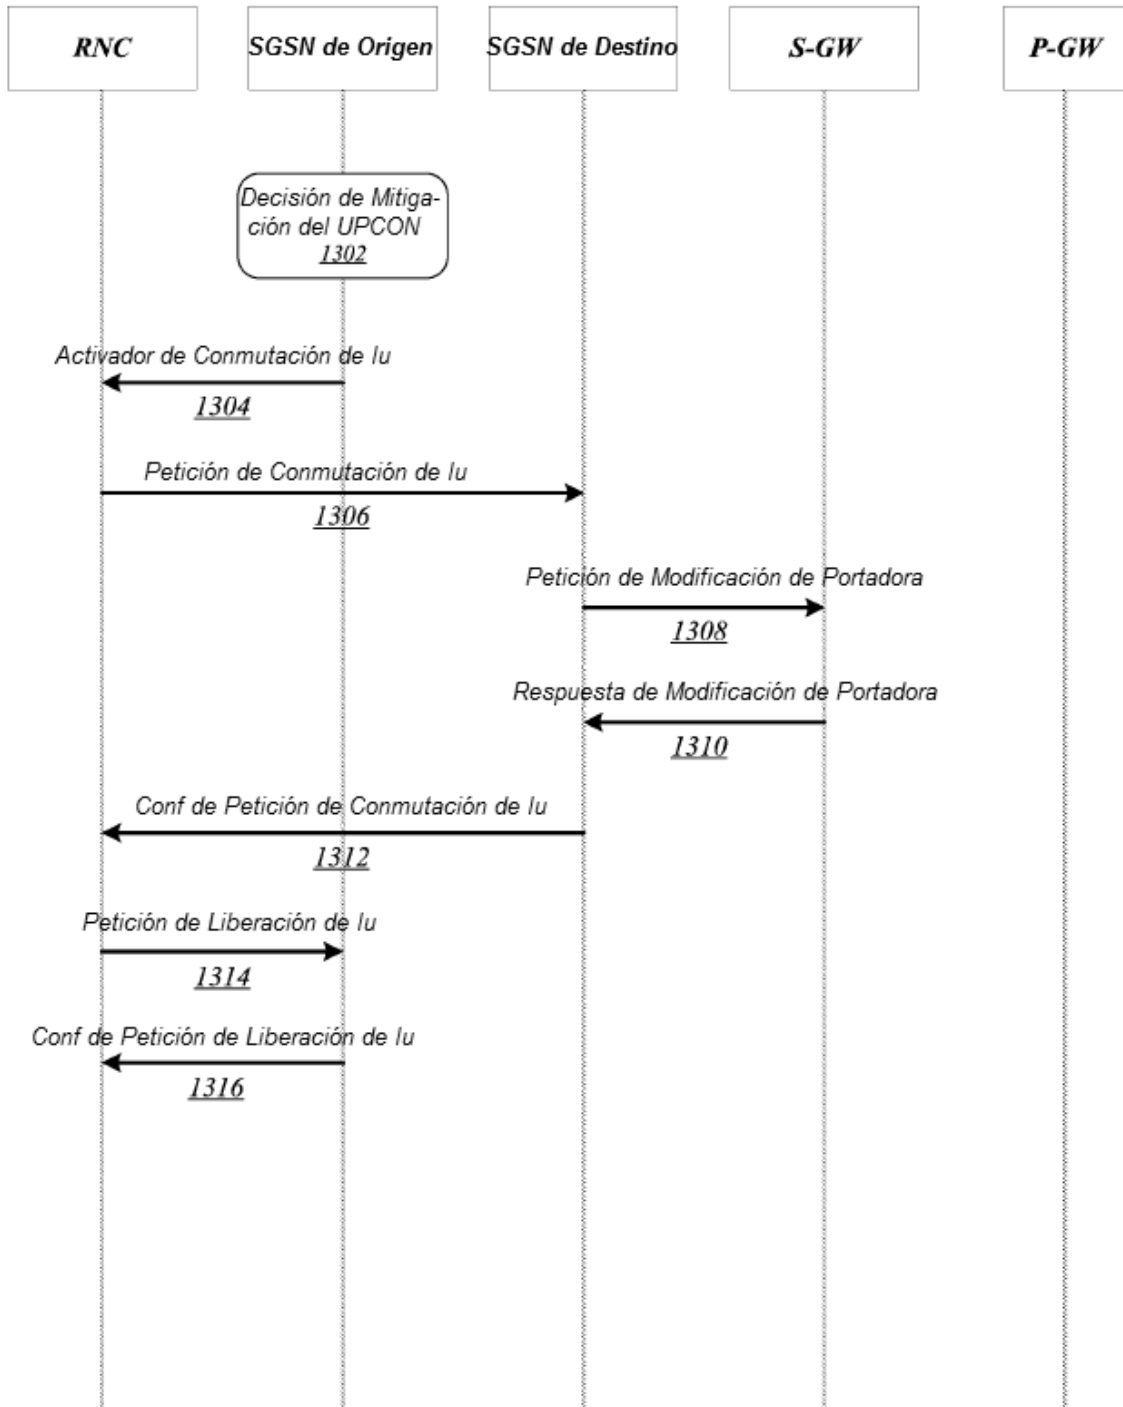 RNC
SGSN de Origen
SGSN de Destino
S-GW
P-GW
Decisión de Mitiga-
ción del UPCON
1302
Activador de Conmutación de Iu
1304
Petición de Conmutación de Iu
1306
Petición de Modificación de Portadora
1308
Respuesta de Modificación de Portadora
1310
Conf de Petición de Conmutación de Iu
1312
Petición de Liberación de Iu
1314
Conf de Petición de Liberación de Iu
1316